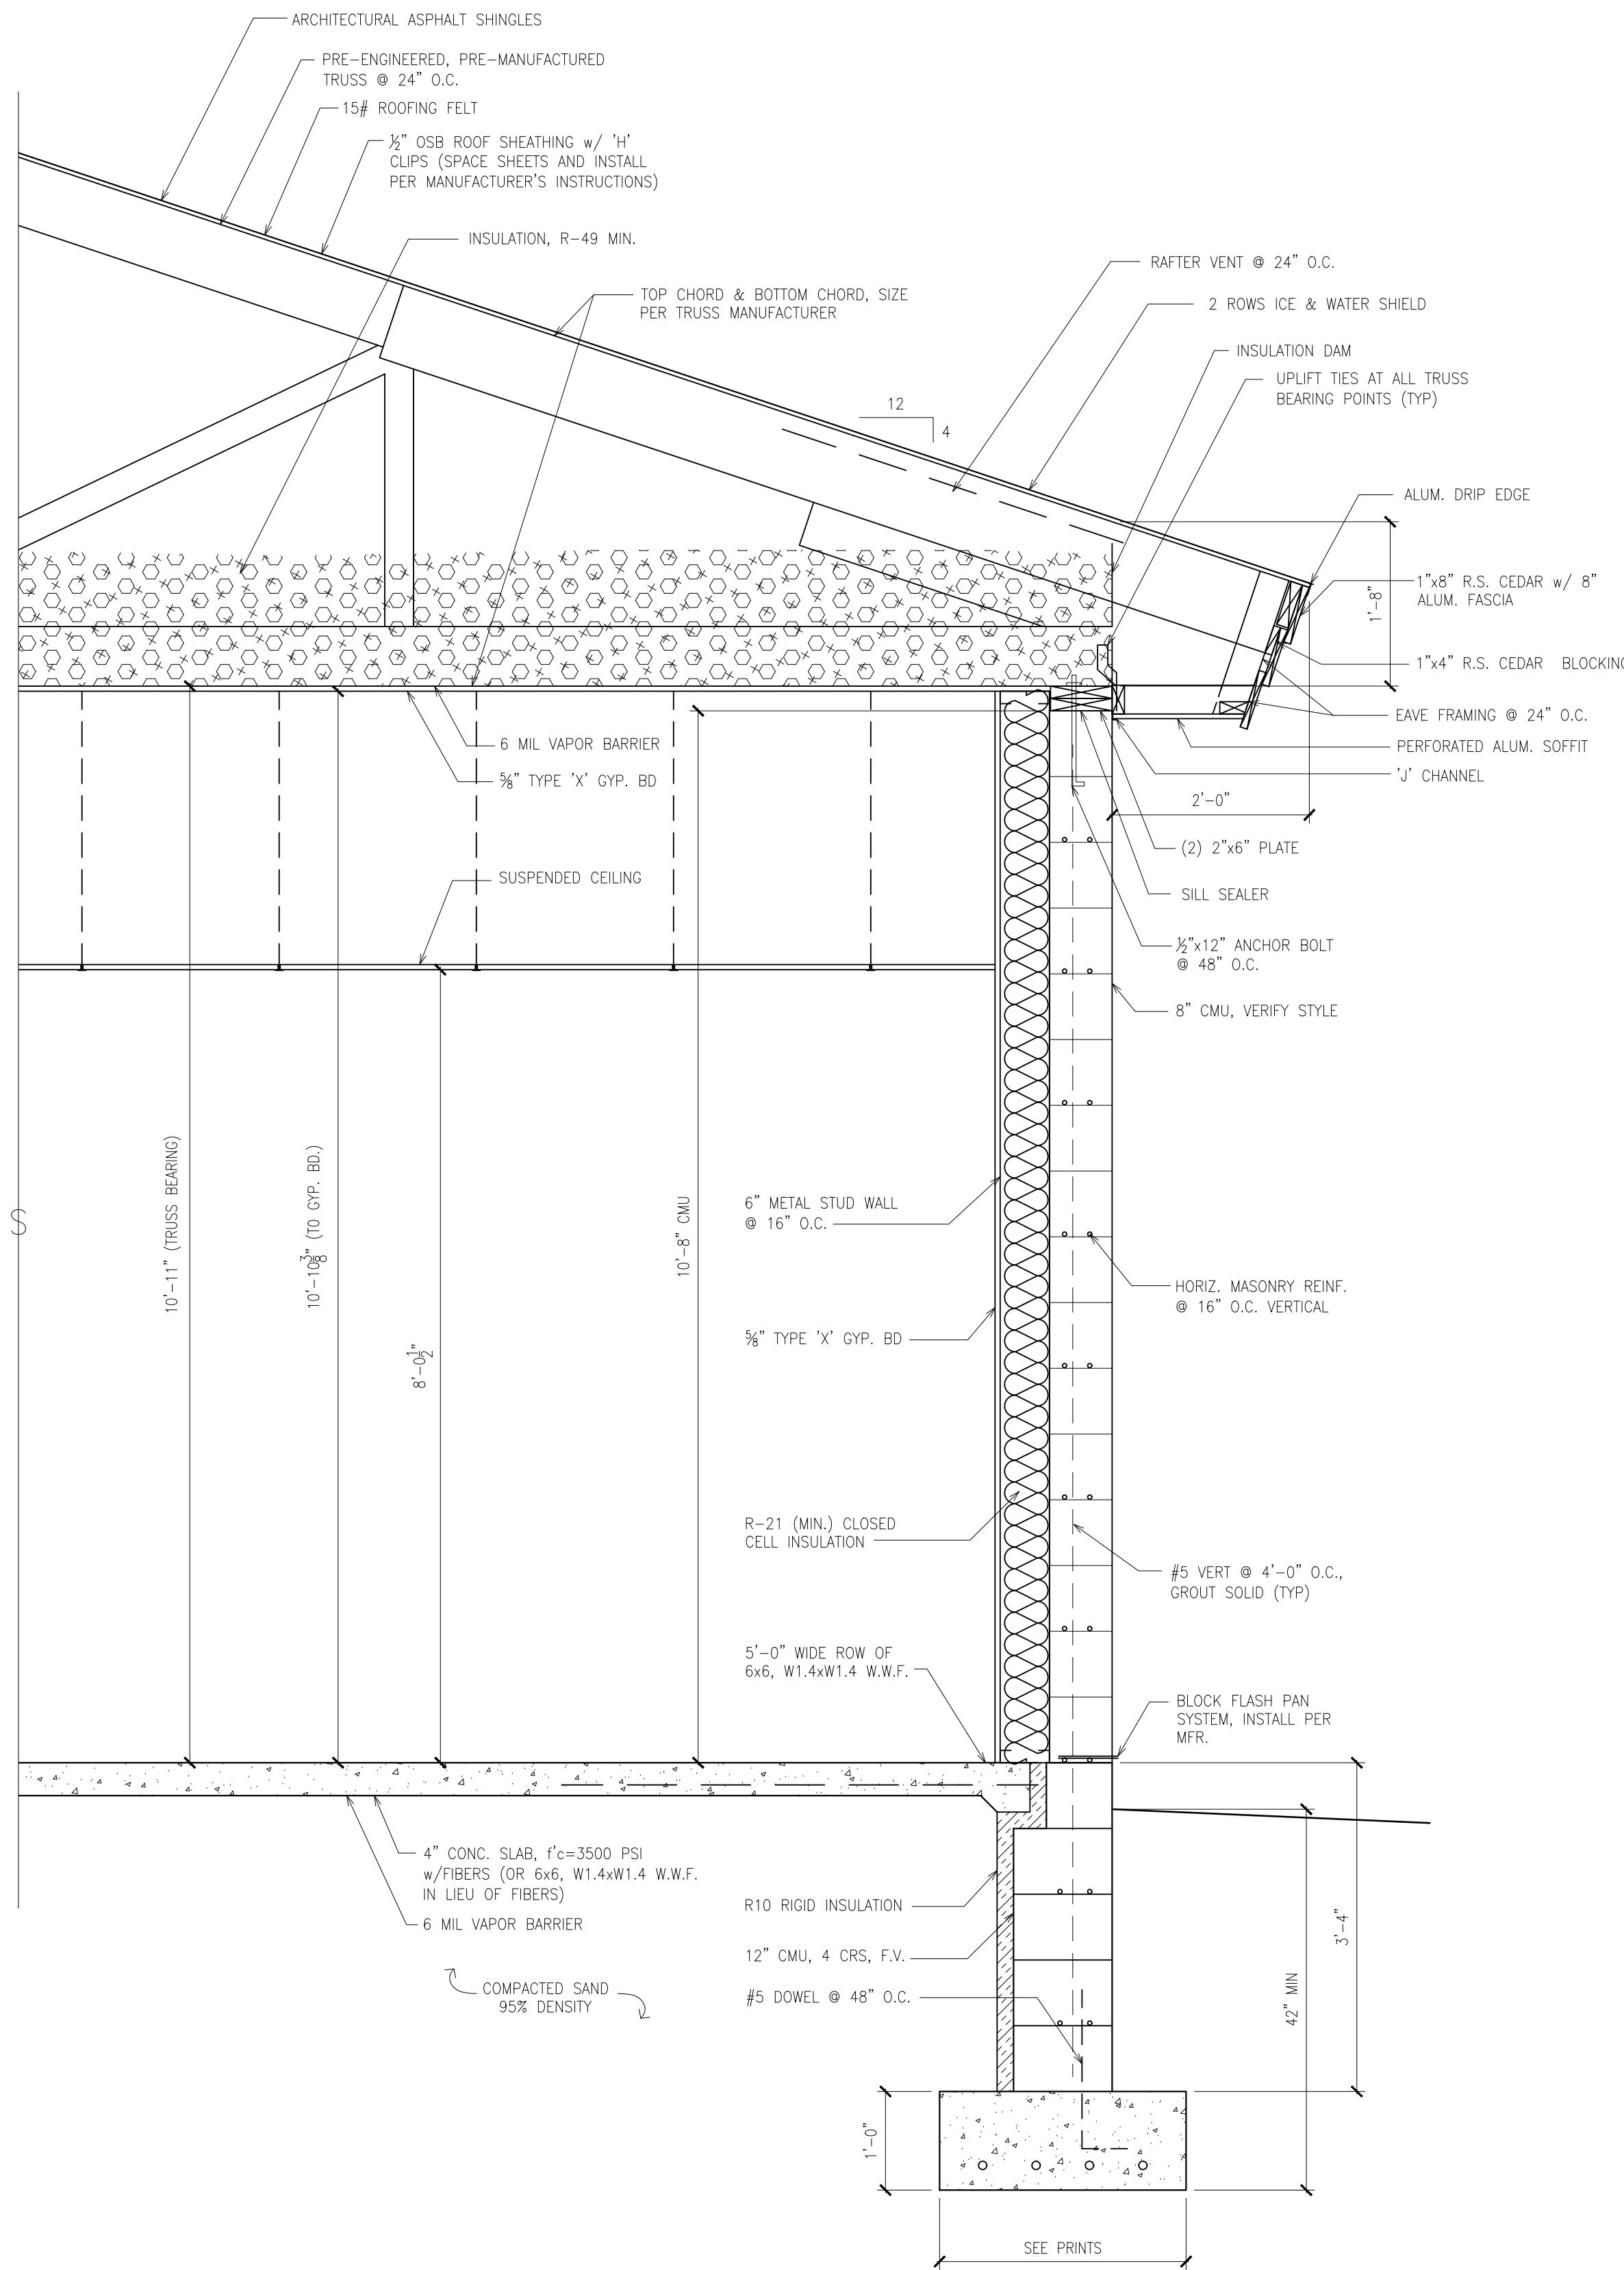 ARCHITECTURAL ASPHALT SHINGLES
PRE-ENGINEERED, PRE-MANUFACTURED
TRUSS @ 24" O.C.
15# ROOFING FELT
½" OSB ROOF SHEATHING w/ 'H'
CLIPS (SPACE SHEETS AND INSTALL
PER MANUFACTURER'S INSTRUCTIONS)
INSULATION, R-49 MIN.
TOP CHORD & BOTTOM CHORD, SIZE
PER TRUSS MANUFACTURER
RAFTER VENT @ 24" O.C.
2 ROWS ICE & WATER SHIELD
INSULATION DAM
UPLIFT TIES AT ALL TRUSS
BEARING POINTS (TYP)
12
4
ALUM. DRIP EDGE
1"x8" R.S. CEDAR w/ 8"
ALUM. FASCIA
1'-8"
1"x4" R.S. CEDAR BLOCKING
EAVE FRAMING @ 24" O.C.
PERFORATED ALUM. SOFFIT
'J' CHANNEL
2'-0"
6 MIL VAPOR BARRIER
⅝" TYPE 'X' GYP. BD
SUSPENDED CEILING
(2) 2"x6" PLATE
SILL SEALER
½"x12" ANCHOR BOLT
@ 48" O.C.
8" CMU, VERIFY STYLE
10'-11" (TRUSS BEARING)
10'-10⅜" (TO GYP. BD.)
8'-0½"
10'-8" CMU
S
6" METAL STUD WALL
@ 16" O.C.
HORIZ. MASONRY REINF.
@ 16" O.C. VERTICAL
⅝" TYPE 'X' GYP. BD
R-21 (MIN.) CLOSED
CELL INSULATION
#5 VERT @ 4'-0" O.C.,
GROUT SOLID (TYP)
5'-0" WIDE ROW OF
6x6, W1.4xW1.4 W.W.F.
BLOCK FLASH PAN
SYSTEM, INSTALL PER
MFR.
4" CONC. SLAB, f'c=3500 PSI
w/FIBERS (OR 6x6, W1.4xW1.4 W.W.F.
IN LIEU OF FIBERS)
6 MIL VAPOR BARRIER
R10 RIGID INSULATION
12" CMU, 4 CRS, F.V.
#5 DOWEL @ 48" O.C.
COMPACTED SAND
95% DENSITY
3'-4"
42" MIN
1'-0"
SEE PRINTS